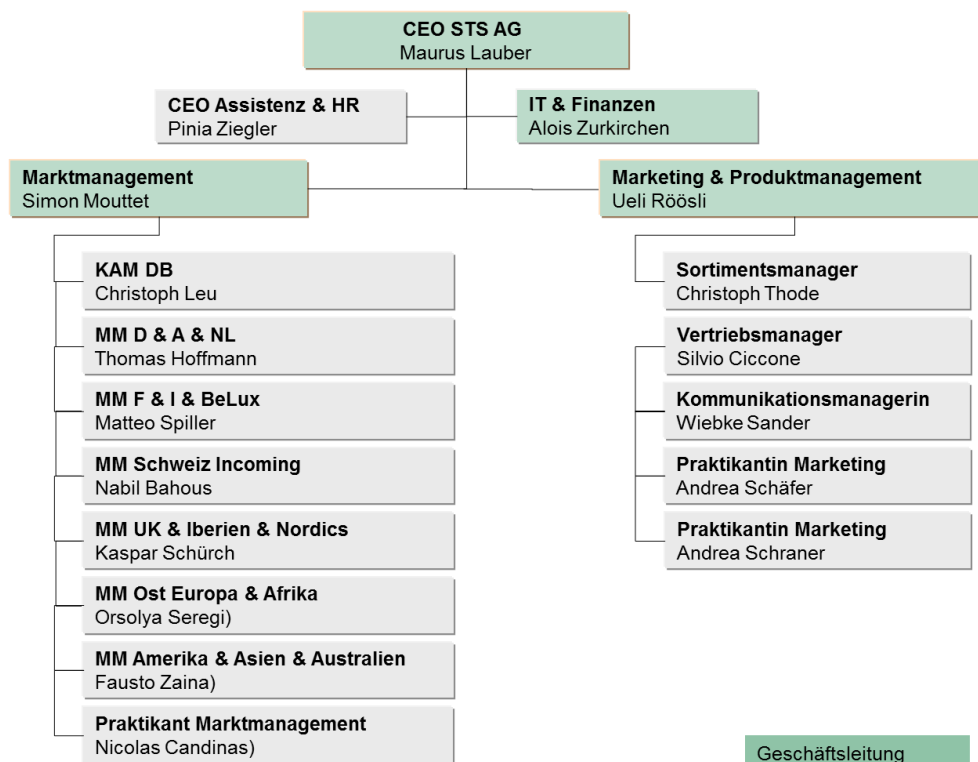 CEO STS AG
Maurus Lauber
CEO Assistenz & HR
Pinia Ziegler
IT & Finanzen
Alois Zurkirchen
Marktmanagement
Simon Mouttet
Marketing & Produktmanagement
Ueli Röösli
KAM DB
Christoph Leu
MM D & A & NL
Thomas Hoffmann
MM F & I & BeLux
Matteo Spiller
MM Schweiz Incoming
Nabil Bahous
MM UK & Iberien & Nordics
Kaspar Schürch
MM Ost Europa & Afrika
Orsolya Seregi)
MM Amerika & Asien & Australien
Fausto Zaina)
Praktikant Marktmanagement
Nicolas Candinas)
Sortimentsmanager
Christoph Thode
Vertriebsmanager
Silvio Ciccone
Kommunikationsmanagerin
Wiebke Sander
Praktikantin Marketing
Andrea Schäfer
Praktikantin Marketing
Andrea Schraner
Geschäftsleitung